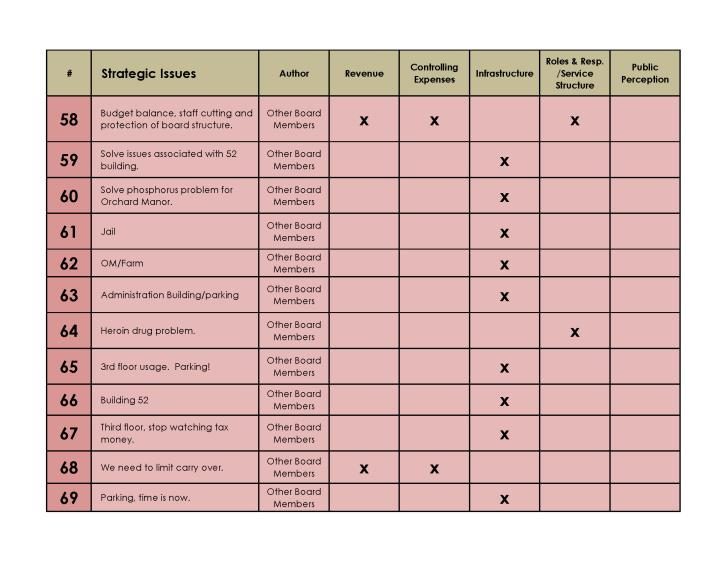 # Strategic Issues Author Revenue Controlling Expenses Infrastructure Roles & Resp. /Service Structure Public Perception
58 Budget balance, staff cutting and protection of board structure. Other Board Members x x x
59 Solve issues associated with 52 building. Other Board Members x
60 Solve phosphorus problem for Orchard Manor. Other Board Members x
61 Jail Other Board Members x
62 OM/Farm Other Board Members x
63 Administration Building/parking Other Board Members x
64 Heroin drug problem. Other Board Members x
65 3rd floor usage. Parking! Other Board Members x
66 Building 52 Other Board Members x
67 Third floor, stop watching tax money. Other Board Members x
68 We need to limit carry over. Other Board Members x x
69 Parking, time is now. Other Board Members x